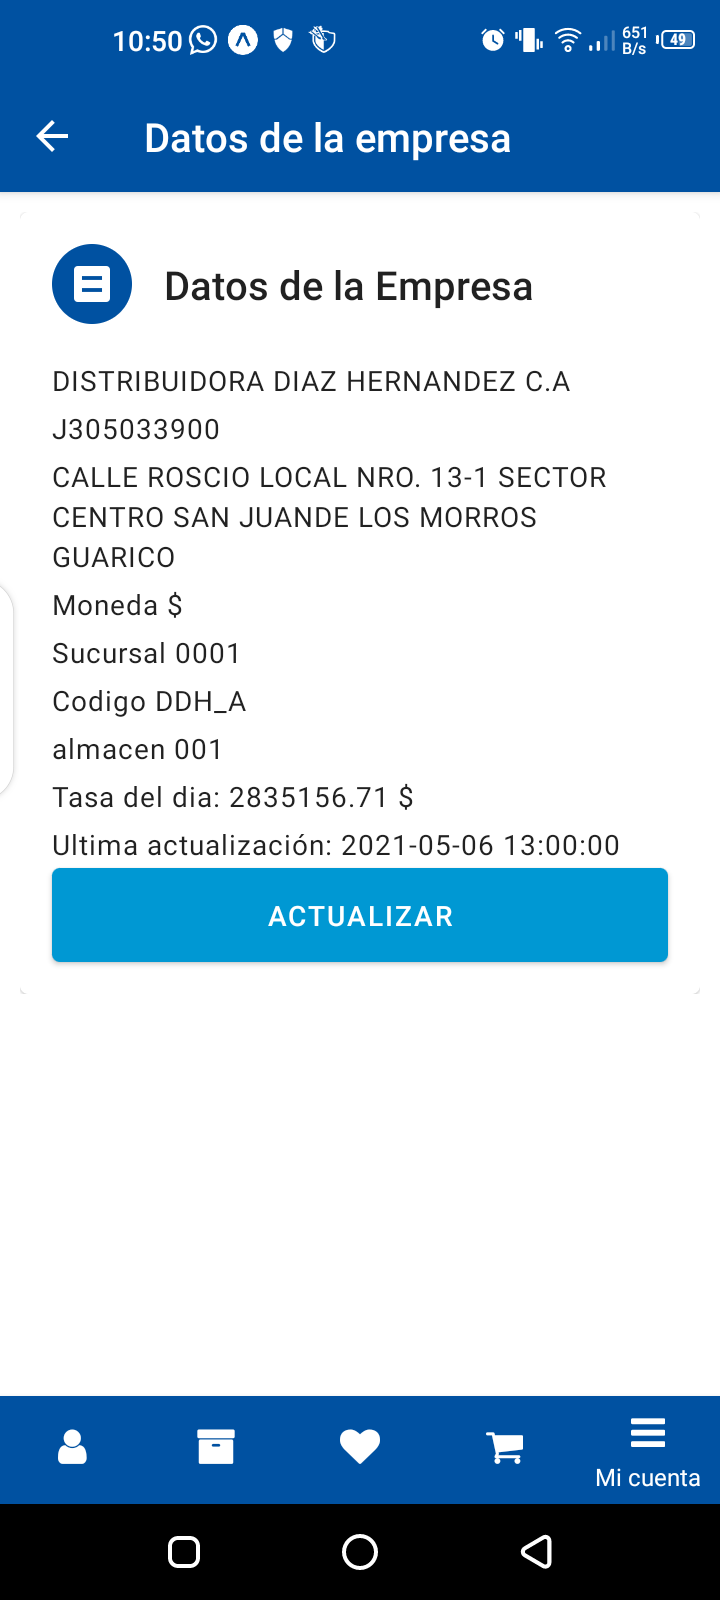 10:50
651
B/s
49
Datos de la empresa
Datos de la Empresa
DISTRIBUIDORA DIAZ HERNANDEZ C.A
J305033900
CALLE ROSCIO LOCAL NRO. 13-1 SECTOR
CENTRO SAN JUANDE LOS MORROS
GUARICO
Moneda $
Sucursal 0001
Codigo DDH_A
almacen 001
Tasa del dia: 2835156.71 $
Ultima actualización: 2021-05-06 13:00:00
ACTUALIZAR
Mi cuenta